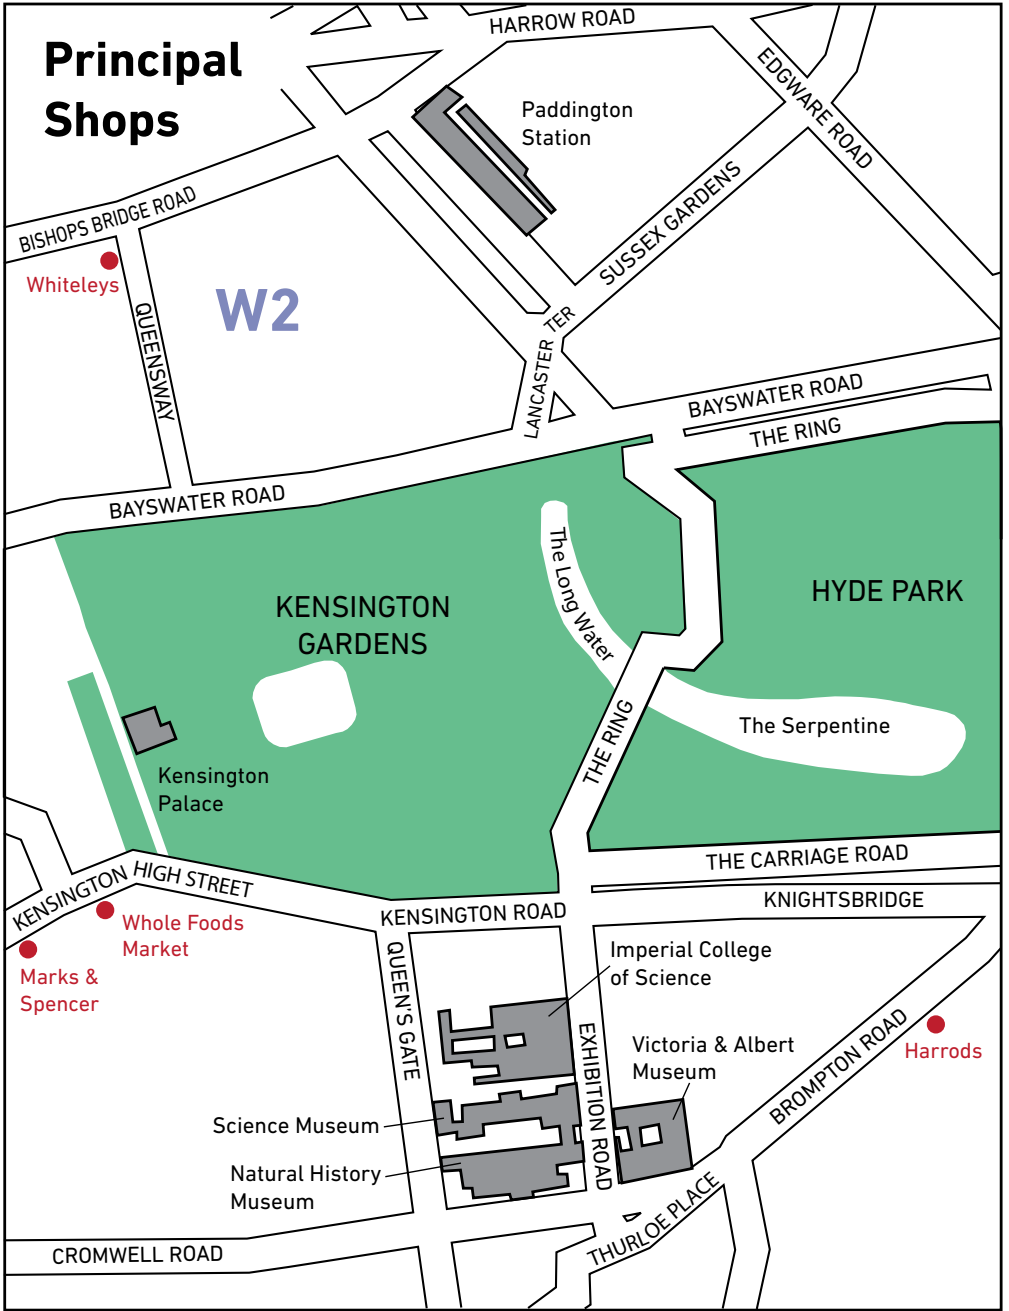 Principal
Shops
HARROW ROAD
EDGWARE ROAD
Paddington
Station
BISHOPS BRIDGE ROAD
SUSSEX GARDENS
Whiteleys
W2
QUEENSWAY
LANCASTER TER
BAYSWATER ROAD
THE RING
BAYSWATER ROAD
The Long Water
HYDE PARK
KENSINGTON
GARDENS
THE RING
The Serpentine
Kensington
Palace
THE CARRIAGE ROAD
KENSINGTON HIGH STREET
KNIGHTSBRIDGE
KENSINGTON ROAD
Whole Foods
Market
Marks &
Spencer
QUEEN'S GATE
Imperial College
of Science
EXHIBITION ROAD
Victoria & Albert
Museum
BROMPTON ROAD
Harrods
Science Museum
Natural History
Museum
THURLOE PLACE
CROMWELL ROAD